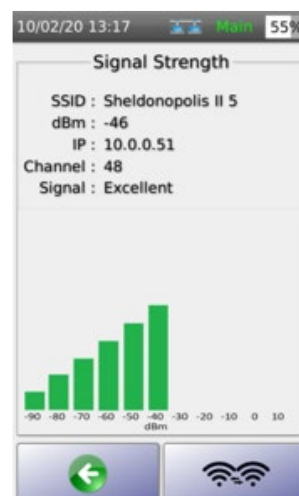 10/02/20 13:17 Main 55%
Signal Strength
SSID : Sheldonopolis II 5
dBm : -46
IP : 10.0.0.51
Channel : 48
Signal : Excellent
-90 -80 -70 -60 -50 -40 -30 -20 -10 0 10
dBm